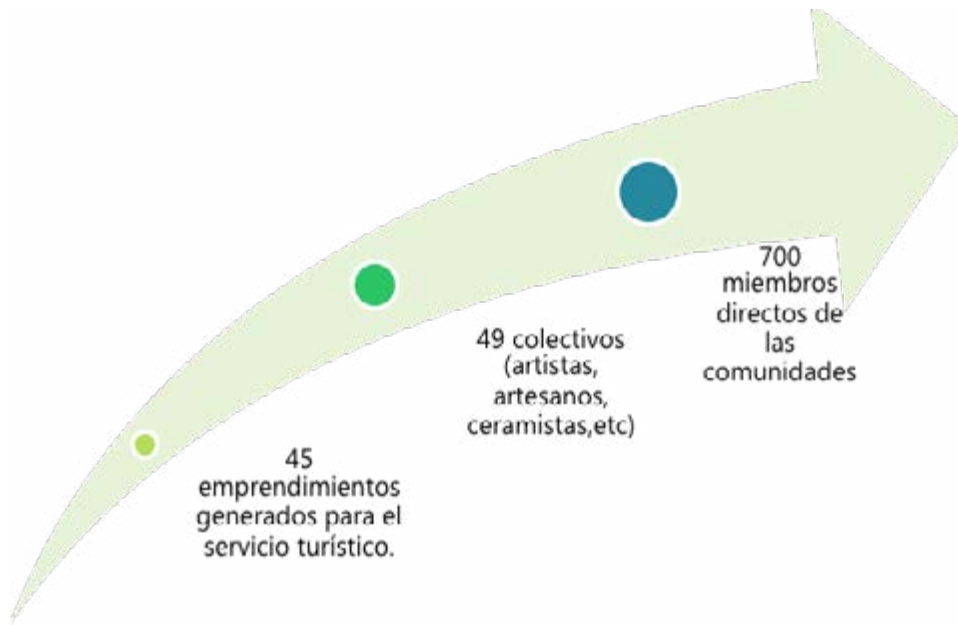 45
emprendimientos
generados para el
servicio turístico.
49 colectivos
(artistas,
artesanos,
ceramistas,etc)
700
miembros
directos de
las
comunidades